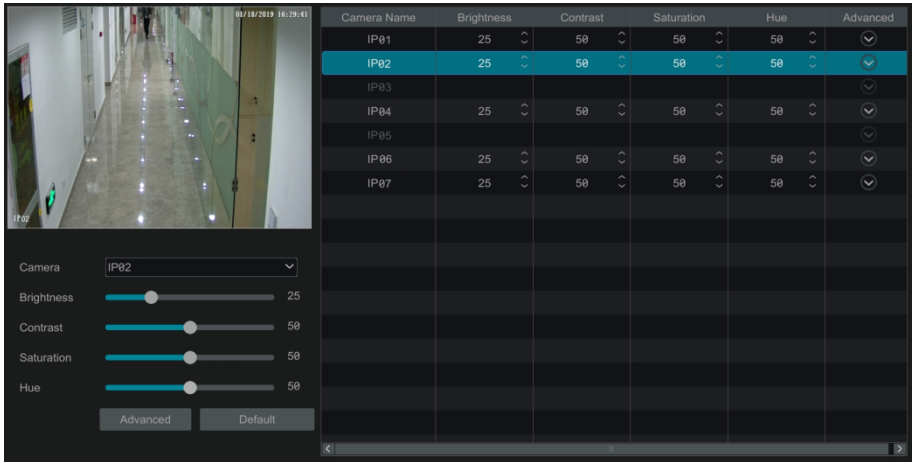 01/18/2019 16:29:41
IP02
Camera IP02
Brightness 25
Contrast 50
Saturation 50
Hue 50
Advanced Default
Camera Name Brightness Contrast Saturation Hue Advanced
IP01 25 50 50 50
IP02 25 50 50 50
IP03
IP04 25 50 50 50
IP05
IP06 25 50 50 50
IP07 25 50 50 50